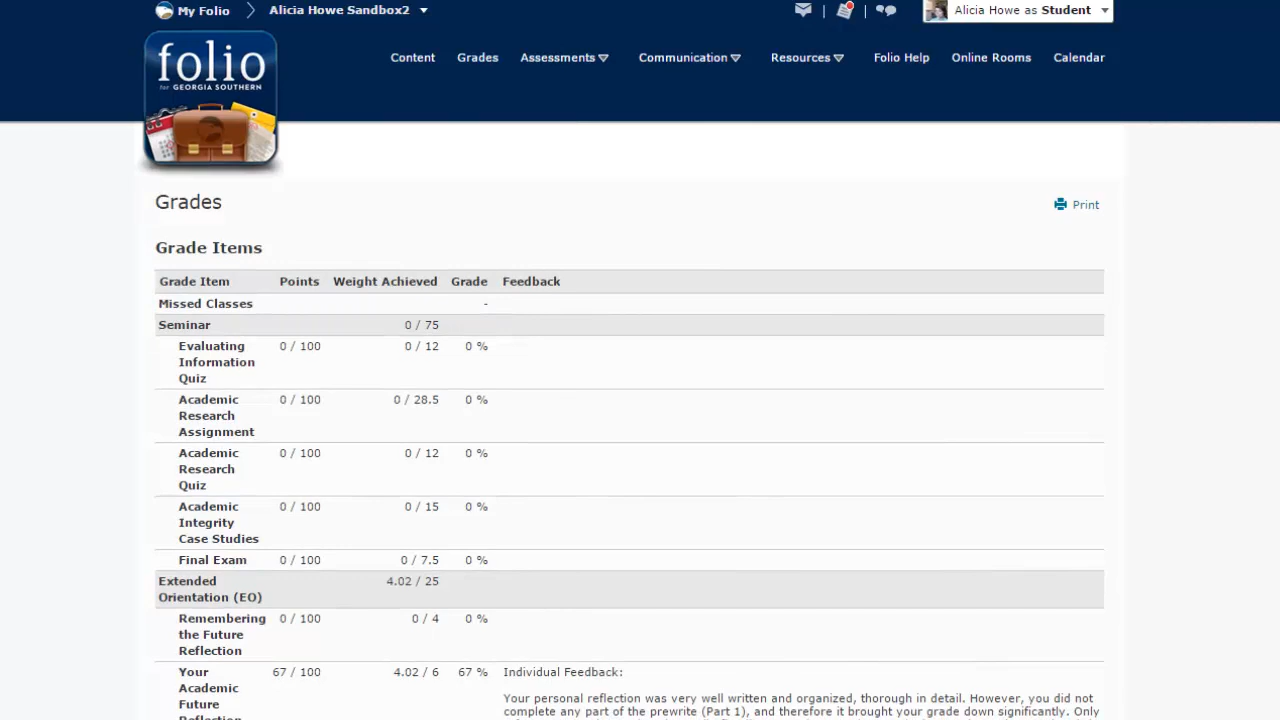 My Folio Alicia Howe Sandbox2 Alicia Howe as Student
folio
for GEORGIA SOUTHERN
Content Grades Assessments Communication Resources Folio Help Online Rooms Calendar
Grades
Print
Grade Items
Grade Item Points Weight Achieved Grade Feedback
Missed Classes -
Seminar 0 / 75
Evaluating Information Quiz 0 / 100 0 / 12 0 %
Academic Research Assignment 0 / 100 0 / 28.5 0 %
Academic Research Quiz 0 / 100 0 / 12 0 %
Academic Integrity Case Studies 0 / 100 0 / 15 0 %
Final Exam 0 / 100 0 / 7.5 0 %
Extended Orientation (EO) 4.02 / 25
Remembering the Future Reflection 0 / 100 0 / 4 0 %
Your Academic Future Reflection 67 / 100 4.02 / 6 67 % Individual Feedback:
Your personal reflection was very well written and organized, thorough in detail. However, you did not
complete any part of the prewrite (Part 1), and therefore it brought your grade down significantly. Only